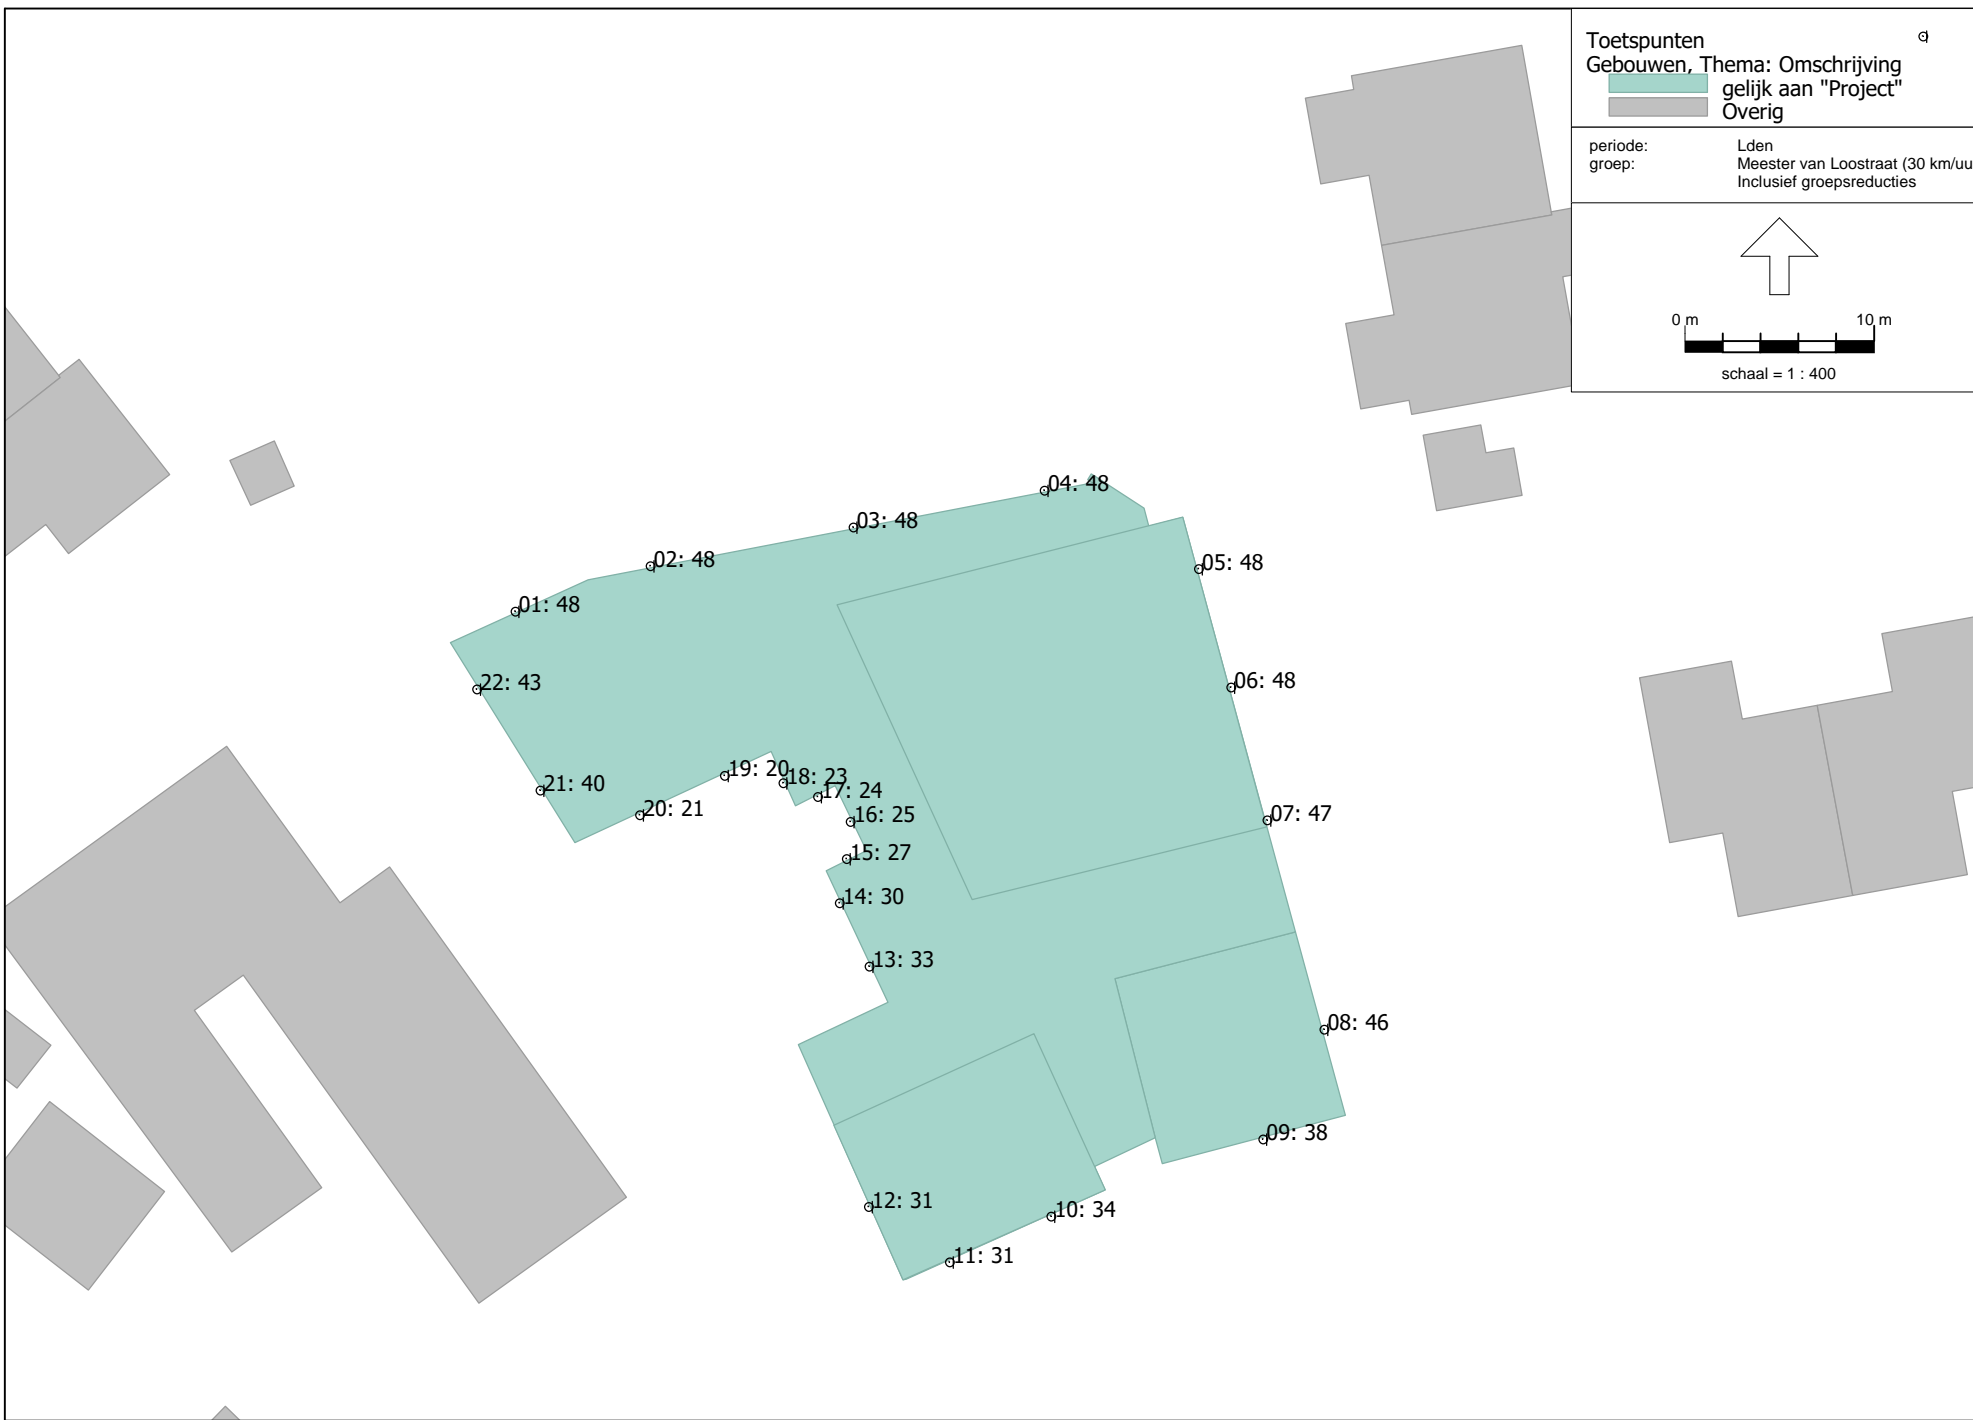 Toetspunten
Gebouwen, Thema: Omschrijving
gelijk aan "Project"
Overig
periode: Lden
groep: Meester van Loostraat (30 km/uu
Inclusief groepsreducties
0 m 10 m
schaal = 1 : 400
04: 48
03: 48
02: 48
05: 48
01: 48
22: 43
06: 48
19: 20
18: 23
21: 40
17: 24
20: 21
16: 25
07: 47
15: 27
14: 30
13: 33
08: 46
09: 38
12: 31
10: 34
11: 31